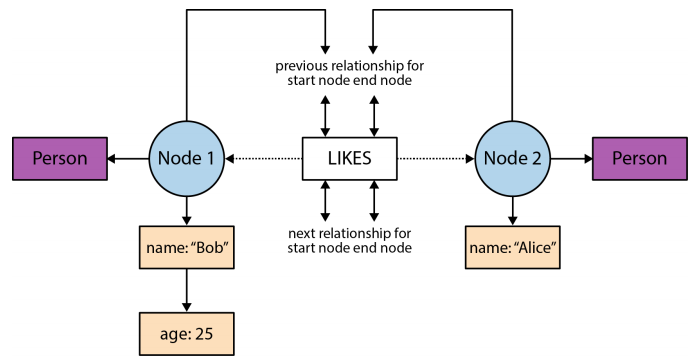 previous relationship for
start node end node
Person
Node 1
LIKES
Node 2
Person
name: “Bob”
next relationship for
start node end node
name: “Alice”
age: 25